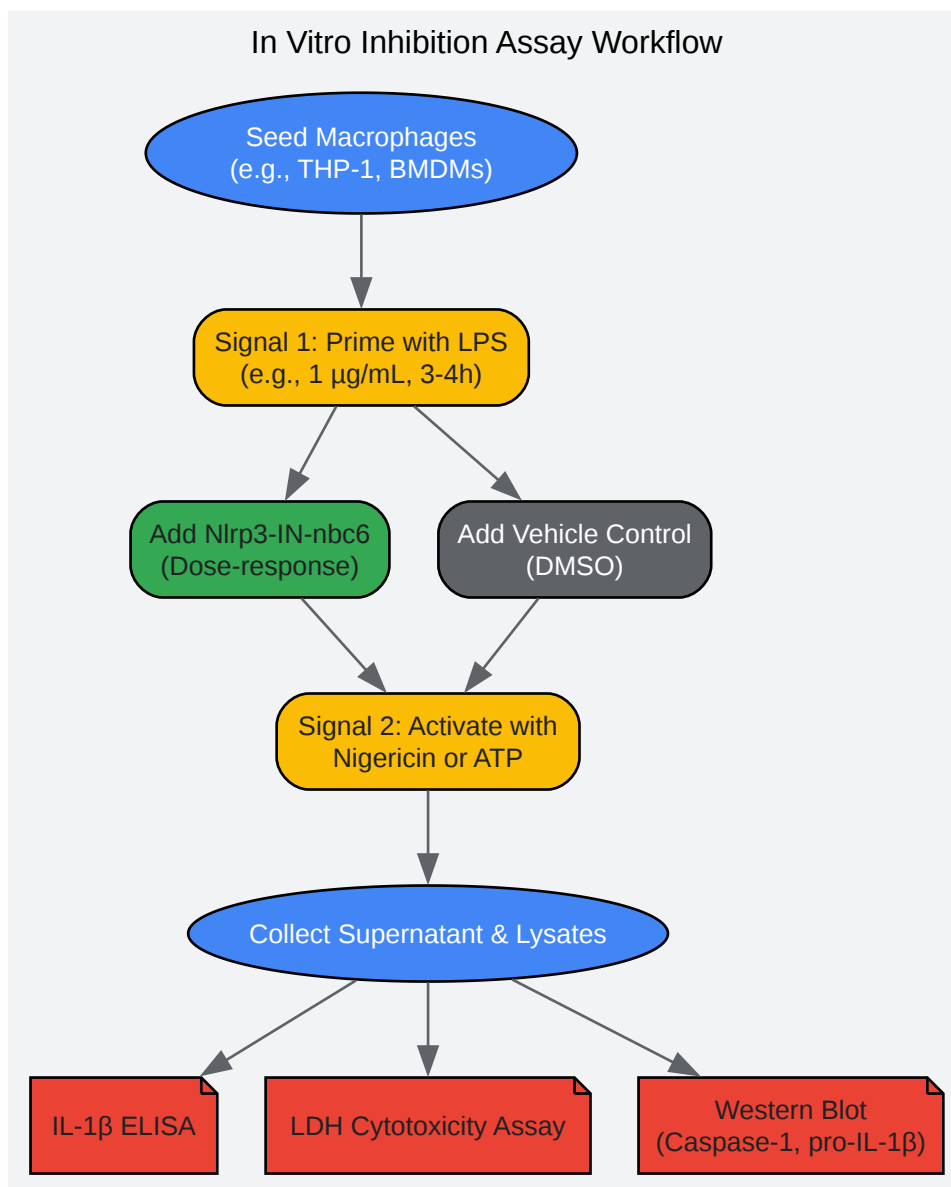 In Vitro Inhibition Assay Workflow
Seed Macrophages
(e.g., THP-1, BMDMs)
Signal 1: Prime with LPS
(e.g., 1 µg/mL, 3-4h)
Add Nlrp3-IN-nbc6
(Dose-response)
Add Vehicle Control
(DMSO)
Signal 2: Activate with
Nigericin or ATP
Collect Supernatant & Lysates
IL-1β ELISA
LDH Cytotoxicity Assay
Western Blot
(Caspase-1, pro-IL-1β)